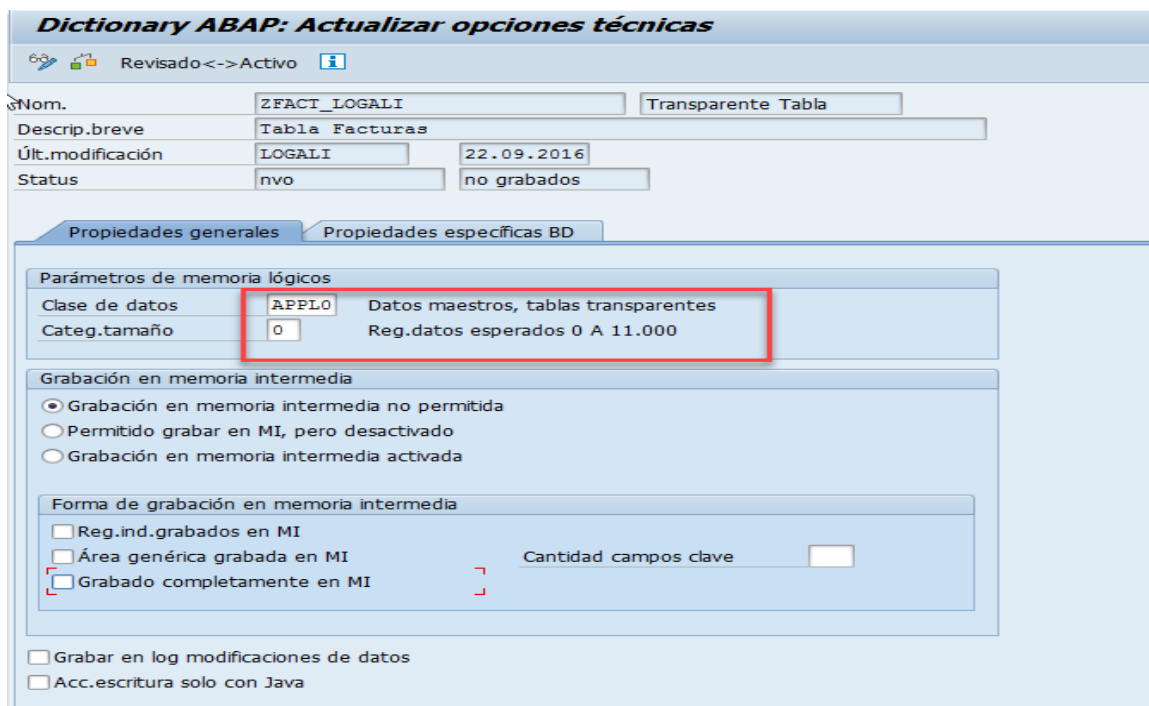 Dictionary ABAP: Actualizar opciones técnicas
Revisado<->Activo
Nom. ZFACT_LOGALI Transparente Tabla
Descrip.breve Tabla Facturas
Últ.modificación LOGALI 22.09.2016
Status nvo no grabados
Propiedades generales Propiedades específicas BD
Parámetros de memoria lógicos
Clase de datos APPL0 Datos maestros, tablas transparentes
Categ.tamaño 0 Reg.datos esperados 0 A 11.000
Grabación en memoria intermedia
Grabación en memoria intermedia no permitida
Permitido grabar en MI, pero desactivado
Grabación en memoria intermedia activada
Forma de grabación en memoria intermedia
Reg.ind.grabados en MI
Área genérica grabada en MI Cantidad campos clave
Grabado completamente en MI
Grabar en log modificaciones de datos
Acc.escritura solo con Java